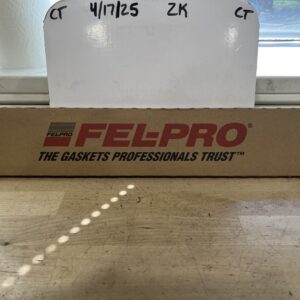 CT 4/17/25 ZK CT
FEL-PRO FEL-PRO®
THE GASKETS PROFESSIONALS TRUST™